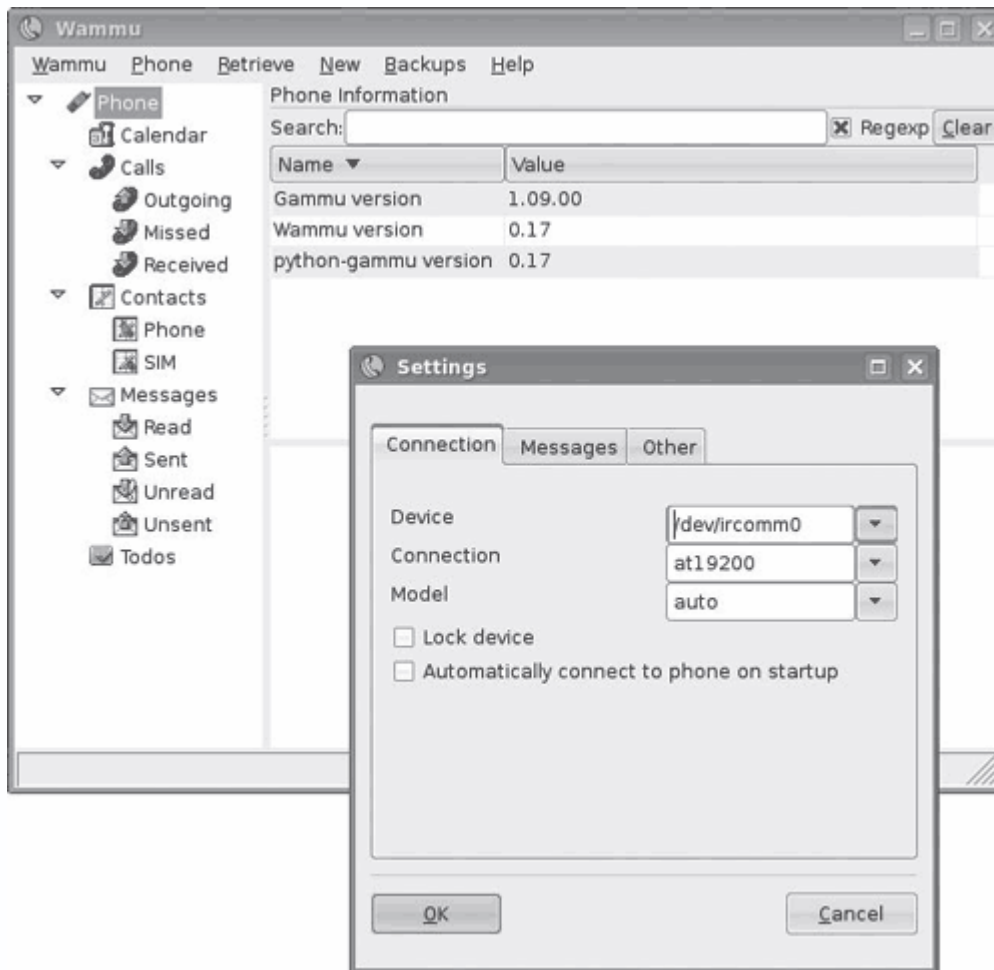 Wammu
Wammu Phone Retrieve New Backups Help
Phone
Calendar
Calls
Outgoing
Missed
Received
Contacts
Phone
SIM
Messages
Read
Sent
Unread
Unsent
Todos
Phone Information
Search: Regexp Clear
Name Value
Gammu version 1.09.00
Wammu version 0.17
python-gammu version 0.17
Settings
Connection Messages Other
Device /dev/ircomm0
Connection at19200
Model auto
Lock device
Automatically connect to phone on startup
OK Cancel